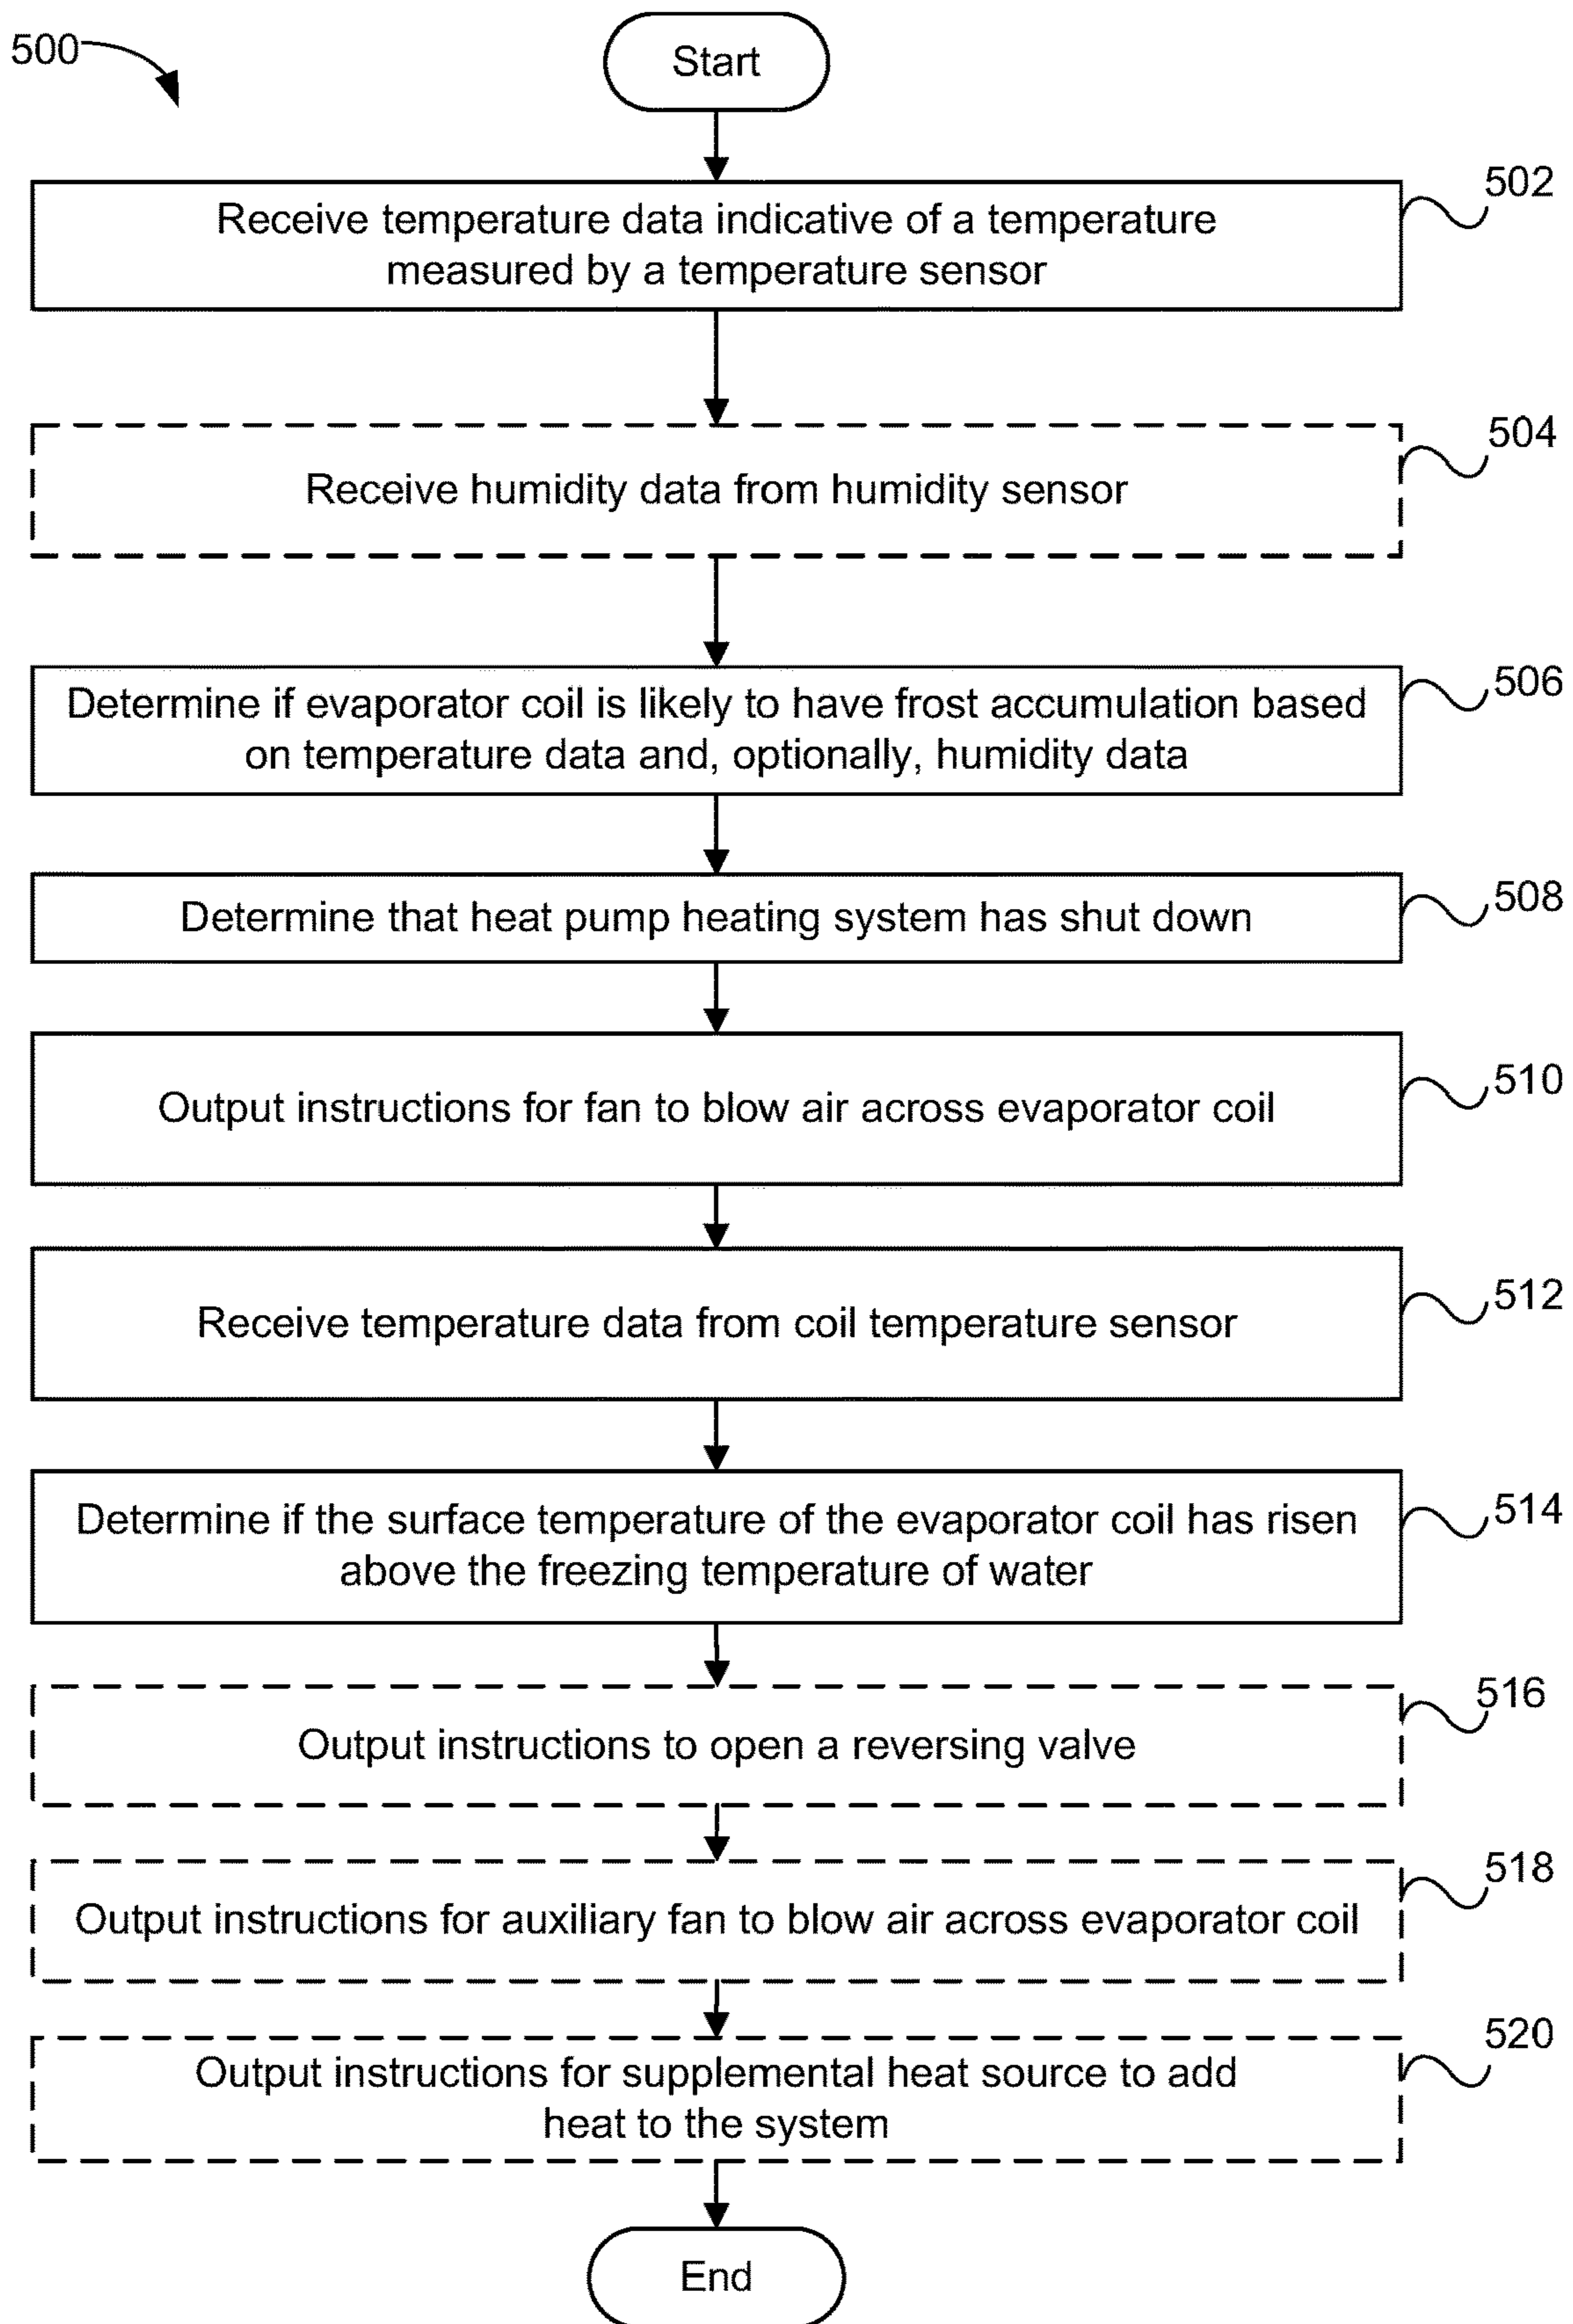 500
Start
502
Receive temperature data indicative of a temperature
measured by a temperature sensor
504
Receive humidity data from humidity sensor
506
Determine if evaporator coil is likely to have frost accumulation based
on temperature data and, optionally, humidity data
508
Determine that heat pump heating system has shut down
510
Output instructions for fan to blow air across evaporator coil
512
Receive temperature data from coil temperature sensor
514
Determine if the surface temperature of the evaporator coil has risen
above the freezing temperature of water
516
Output instructions to open a reversing valve
518
Output instructions for auxiliary fan to blow air across evaporator coil
520
Output instructions for supplemental heat source to add
heat to the system
End